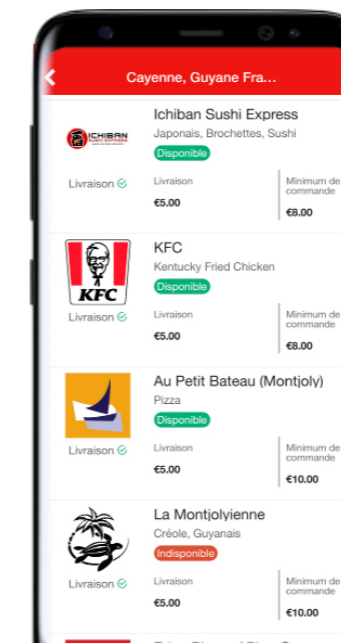 Cayenne, Guyane Fra...
Ichiban Sushi Express
ICHIBAN
Japonais, Brochettes, Sushi
Disponible
Livraison
Livraison
Minimum de commande
€5.00
€8.00
KFC
KFC
Kentucky Fried Chicken
Disponible
Livraison
Livraison
Minimum de commande
€5.00
€8.00
Au Petit Bateau (Montjoly)
Pizza
Disponible
Livraison
Livraison
Minimum de commande
€5.00
€10.00
La Montjolyienne
Créole, Guyanais
Indisponible
Livraison
Livraison
Minimum de commande
€5.00
€10.00